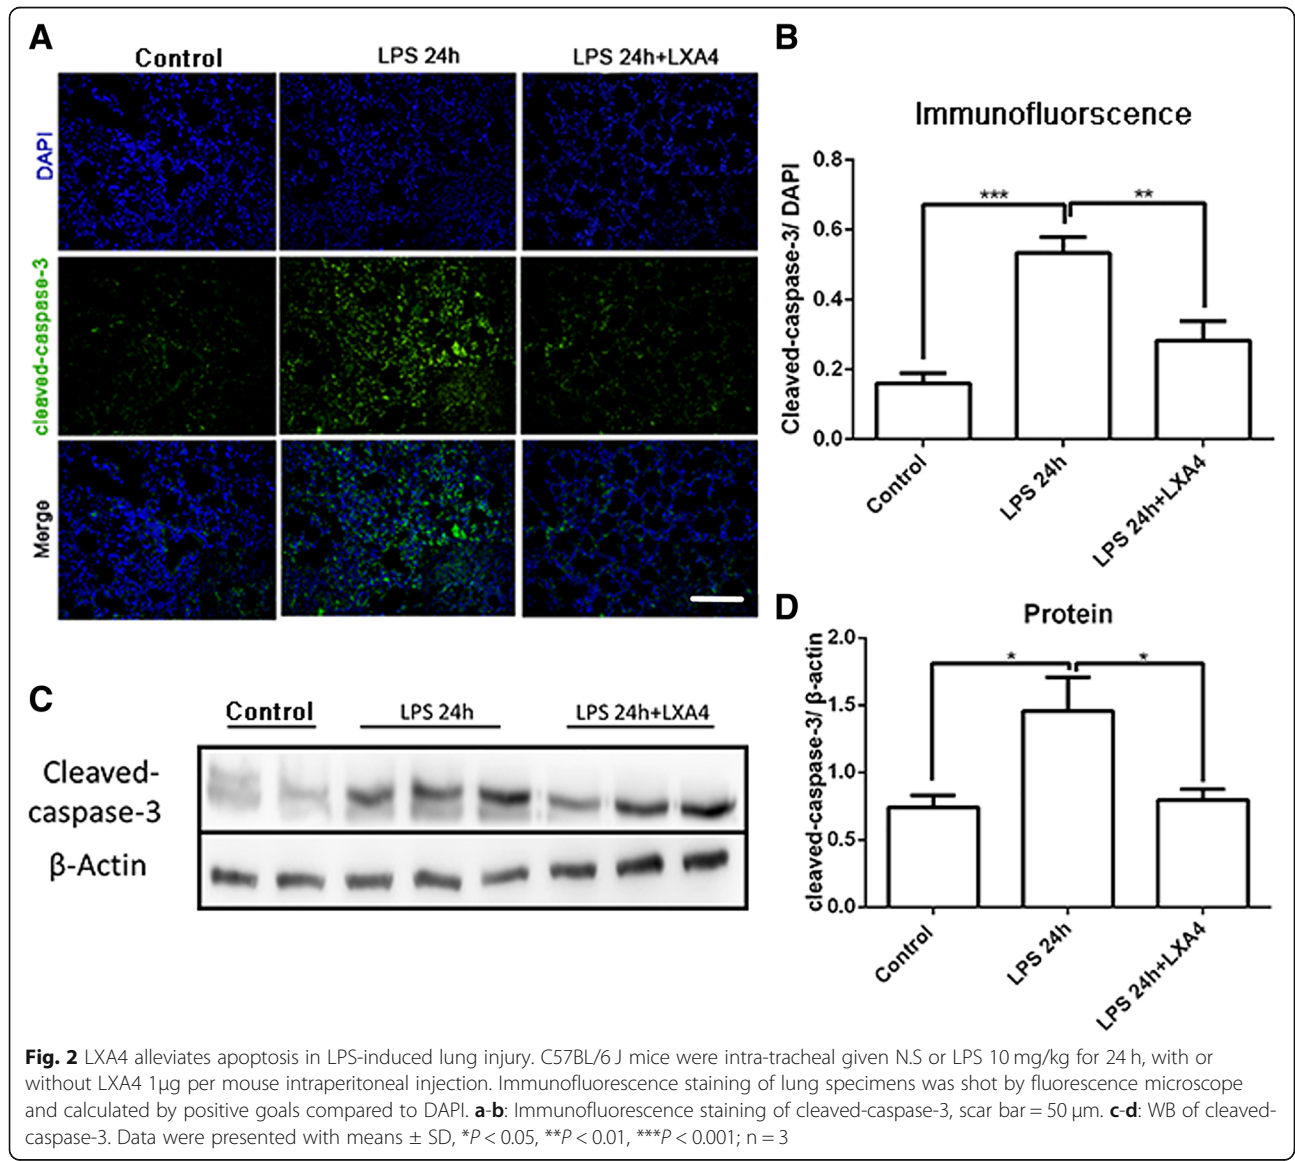 A
Control
LPS 24h
LPS 24h+LXA4
DAPI
cleaved-caspase-3
Merge
B
Immunofluorscence
Cleaved-caspase-3/ DAPI
0.8
0.6
0.4
0.2
0.0
***
**
Control
LPS 24h
LPS 24h+LXA4
C
Control
LPS 24h
LPS 24h+LXA4
Cleaved-
caspase-3
β-Actin
D
Protein
cleaved-caspase-3/ β-actin
2.0
1.5
1.0
0.5
0.0
*
*
Control
LPS 24h
LPS 24h+LXA4
Fig. 2 LXA4 alleviates apoptosis in LPS-induced lung injury. C57BL/6 J mice were intra-tracheal given N.S or LPS 10 mg/kg for 24 h, with or
without LXA4 1μg per mouse intraperitoneal injection. Immunofluorescence staining of lung specimens was shot by fluorescence microscope
and calculated by positive goals compared to DAPI. a-b: Immunofluorescence staining of cleaved-caspase-3, scar bar = 50 μm. c-d: WB of cleaved-
caspase-3. Data were presented with means ± SD, *P < 0.05, **P < 0.01, ***P < 0.001; n = 3